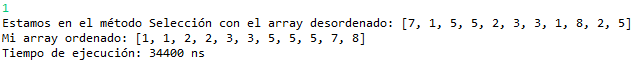 1
Estamos en el método Selección con el array desordenado: [7, 1, 5, 5, 2, 3, 3, 1, 8, 2, 5]
Mi array ordenado: [1, 1, 2, 2, 3, 3, 5, 5, 5, 7, 8]
Tiempo de ejecución: 34400 ns